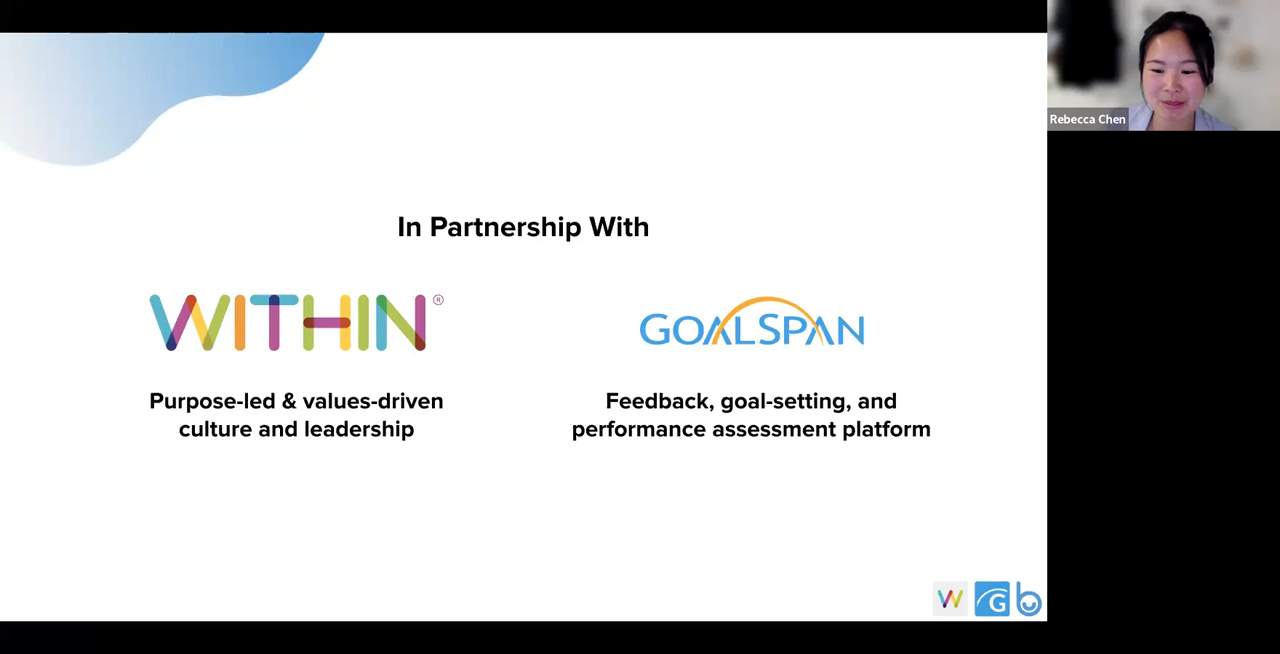 Rebecca Chen
In Partnership With
WITHIN®
GOALSPAN
Purpose-led & values-driven
culture and leadership
Feedback, goal-setting, and
performance assessment platform
W
G
b